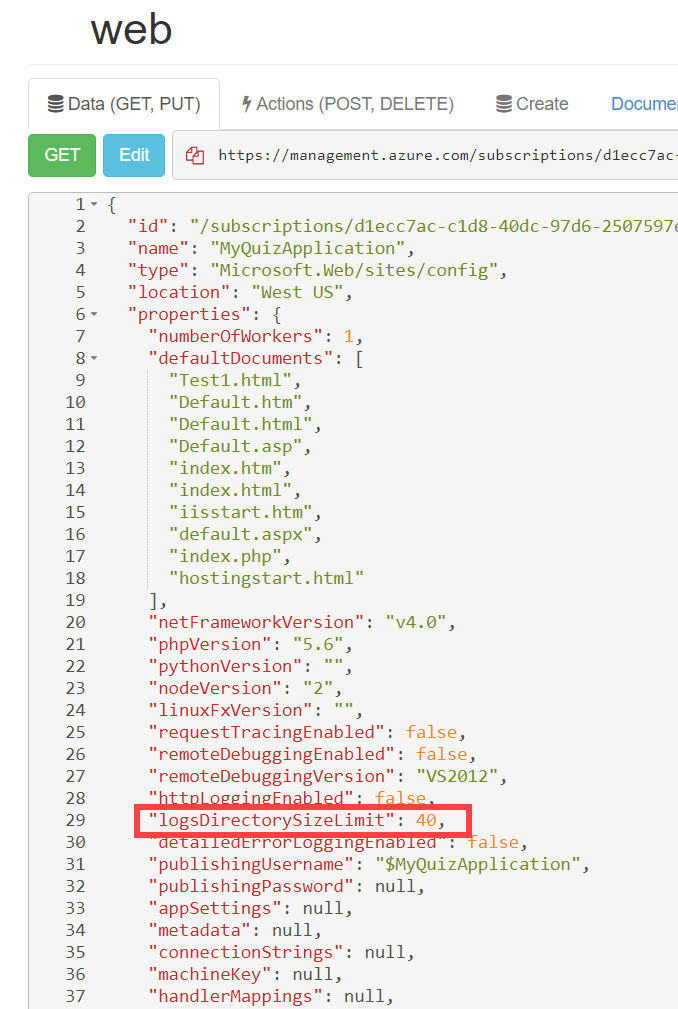 web
Data (GET, PUT) Actions (POST, DELETE) Create Docume
GET Edit https://management.azure.com/subscriptions/d1ecc7ac-
1 {
2 "id": "/subscriptions/d1ecc7ac-c1d8-40dc-97d6-2507597e
3 "name": "MyQuizApplication",
4 "type": "Microsoft.Web/sites/config",
5 "location": "West US",
6 "properties": {
7 "numberOfWorkers": 1,
8 "defaultDocuments": [
9 "Test1.html",
10 "Default.htm",
11 "Default.html",
12 "Default.asp",
13 "index.htm",
14 "index.html",
15 "iisstart.htm",
16 "default.aspx",
17 "index.php",
18 "hostingstart.html"
19 ],
20 "netFrameworkVersion": "v4.0",
21 "phpVersion": "5.6",
22 "pythonVersion": "",
23 "nodeVersion": "2",
24 "linuxFxVersion": "",
25 "requestTracingEnabled": false,
26 "remoteDebuggingEnabled": false,
27 "remoteDebuggingVersion": "VS2012",
28 "httpLoggingEnabled": false,
29 "logsDirectorySizeLimit": 40,
30 "detailedErrorLoggingEnabled": false,
31 "publishingUsername": "$MyQuizApplication",
32 "publishingPassword": null,
33 "appSettings": null,
34 "metadata": null,
35 "connectionStrings": null,
36 "machineKey": null,
37 "handlerMappings": null,